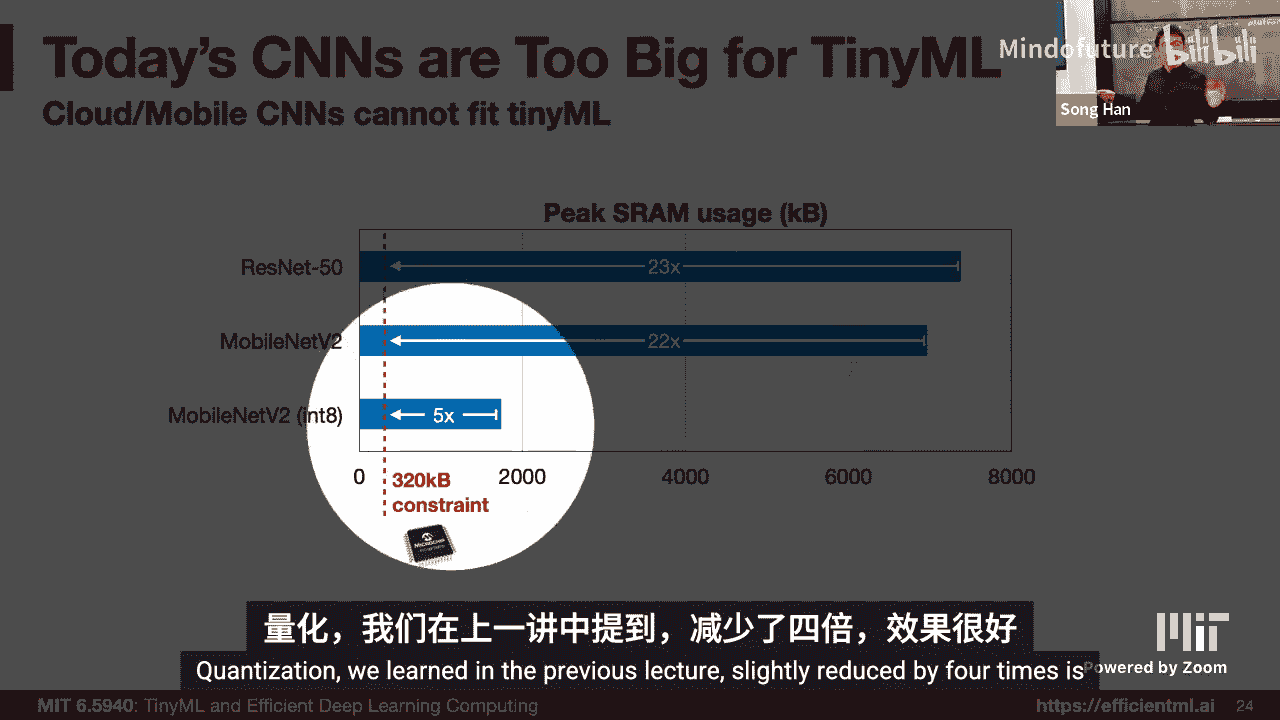 Today's CNNs are Too Big for TinyML
Mindofuture bilibili
Cloud/Mobile CNNs cannot fit tinyML
Song Han
Peak SRAM usage (kB)
ResNet-50
23x
MobileNetV2
22x
MobileNetV2 (int8)
5x
0
2000
4000
6000
8000
320kB
constraint
MICROCHIP
量化，我们在上一讲中提到，减少了四倍，效果很好
Quantization, we learned in the previous lecture, slightly reduced by four times is
MIT
Powered by Zoom
MIT 6.5940: TinyML and Efficient Deep Learning Computing
https://efficientml.ai
24